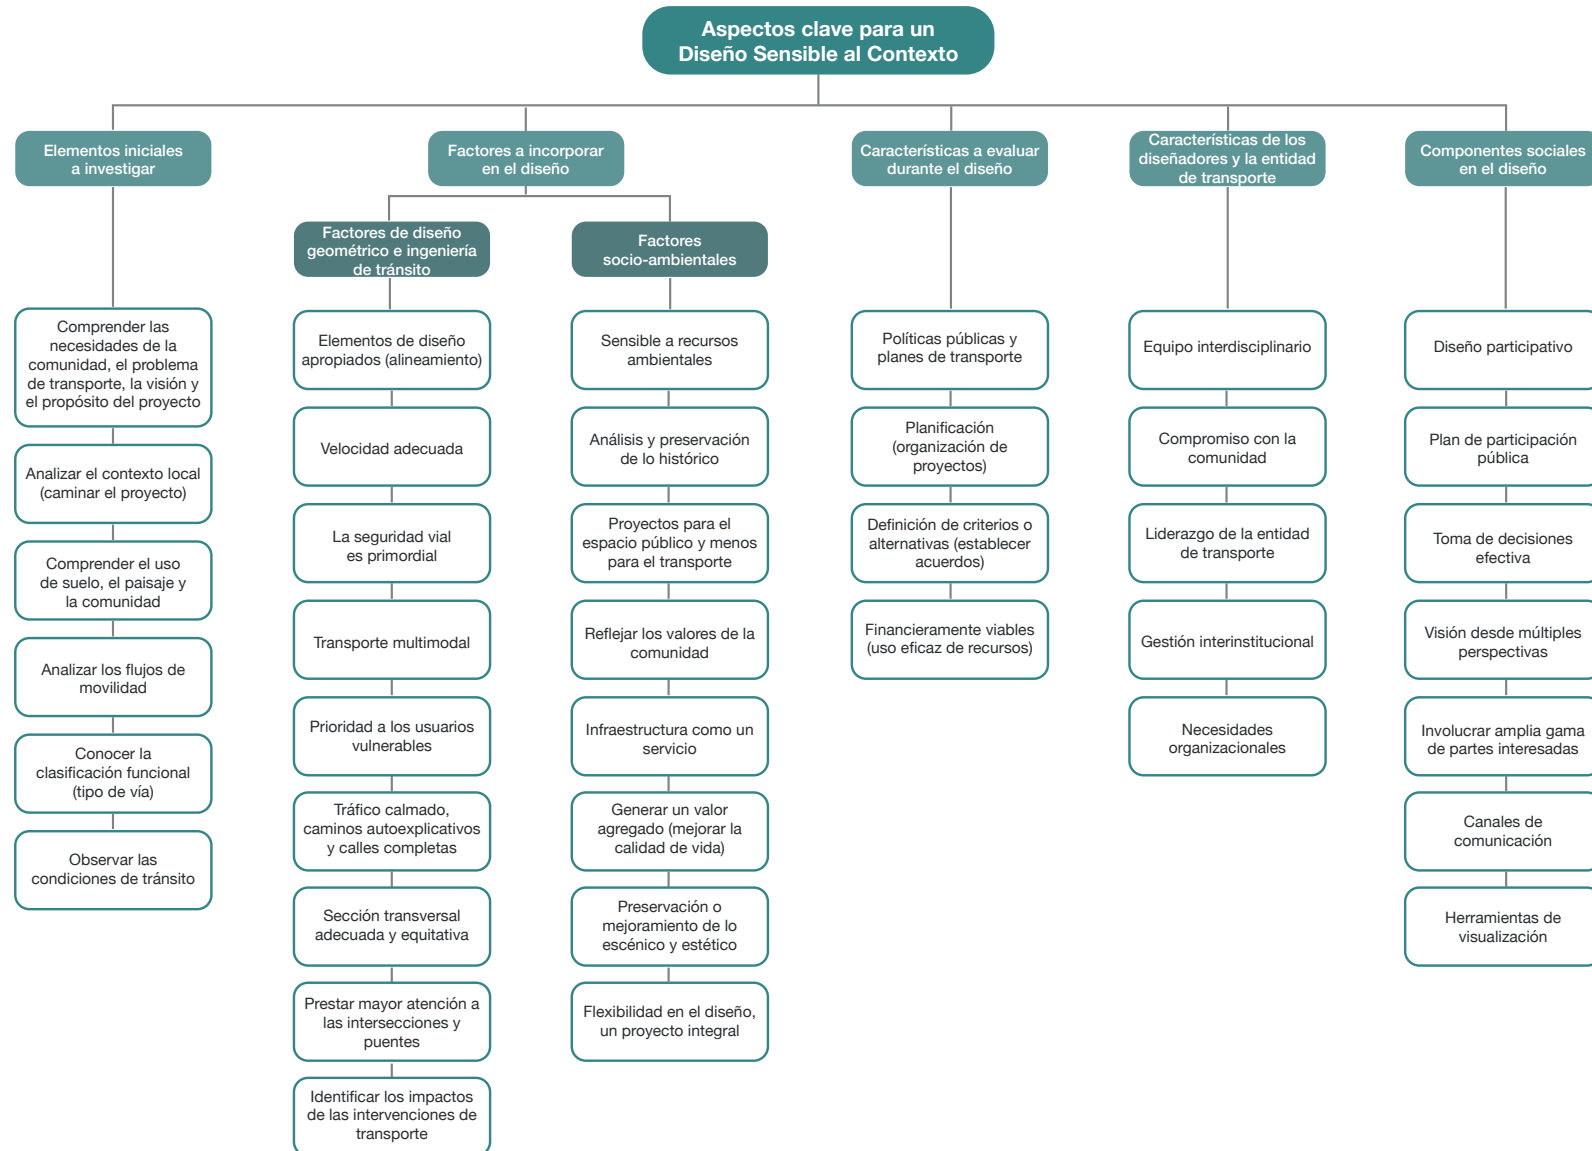 Aspectos clave para un
Diseño Sensible al Contexto
Elementos iniciales
a investigar
Factores a incorporar
en el diseño
Características a evaluar
durante el diseño
Características de los
diseñadores y la entidad
de transporte
Componentes sociales
en el diseño
Factores de diseño
geométrico e ingeniería
de tránsito
Factores
socio-ambientales
Comprender las
necesidades de la
comunidad, el problema
de transporte, la visión y
el propósito del proyecto
Analizar el contexto local
(caminar el proyecto)
Comprender el uso
de suelo, el paisaje y
la comunidad
Analizar los flujos de
movilidad
Conocer la
clasificación funcional
(tipo de vía)
Observar las
condiciones de tránsito
Elementos de diseño
apropiados (alineamiento)
Velocidad adecuada
La seguridad vial
es primordial
Transporte multimodal
Prioridad a los usuarios
vulnerables
Tráfico calmado,
caminos autoexplicativos
y calles completas
Sección transversal
adecuada y equitativa
Prestar mayor atención a
las intersecciones y
puentes
Identificar los impactos
de las intervenciones de
transporte
Sensible a recursos
ambientales
Análisis y preservación
de lo histórico
Proyectos para el
espacio público y menos
para el transporte
Reflejar los valores de la
comunidad
Infraestructura como un
servicio
Generar un valor
agregado (mejorar la
calidad de vida)
Preservación o
mejoramiento de lo
escénico y estético
Flexibilidad en el diseño,
un proyecto integral
Políticas públicas y
planes de transporte
Planificación
(organización de
proyectos)
Definición de criterios o
alternativas (establecer
acuerdos)
Financieramente viables
(uso eficaz de recursos)
Equipo interdisciplinario
Compromiso con la
comunidad
Liderazgo de la entidad
de transporte
Gestión interinstitucional
Necesidades
organizacionales
Diseño participativo
Plan de participación
pública
Toma de decisiones
efectiva
Visión desde múltiples
perspectivas
Involucrar amplia gama
de partes interesadas
Canales de
comunicación
Herramientas de
visualización